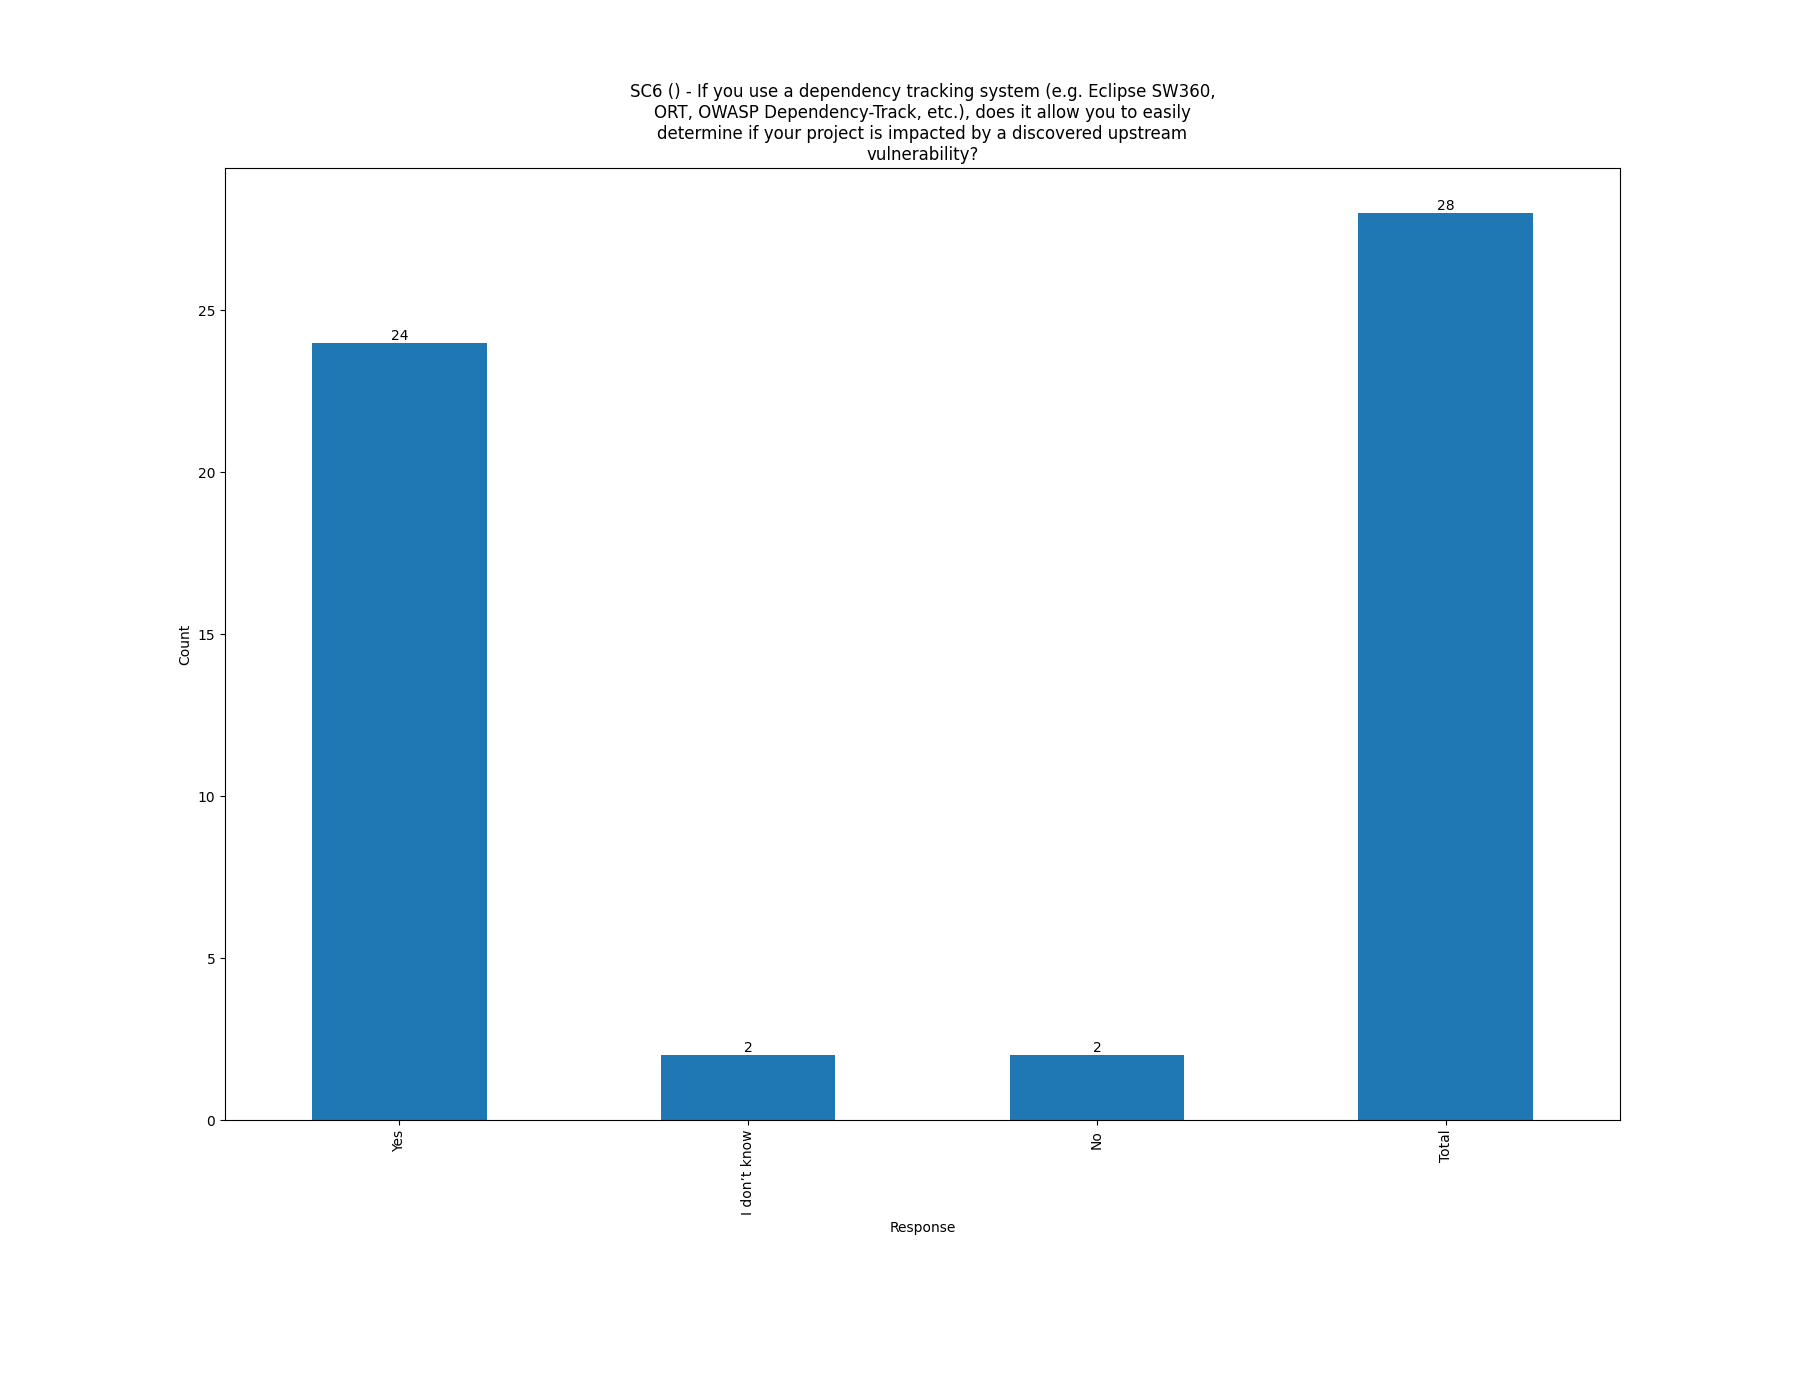 SC6 () - If you use a dependency tracking system (e.g. Eclipse SW360,
ORT, OWASP Dependency-Track, etc.), does it allow you to easily
determine if your project is impacted by a discovered upstream
vulnerability?
28
24
2
2
25
20
15
10
5
0
Count
Yes
I don't know
No
Total
Response